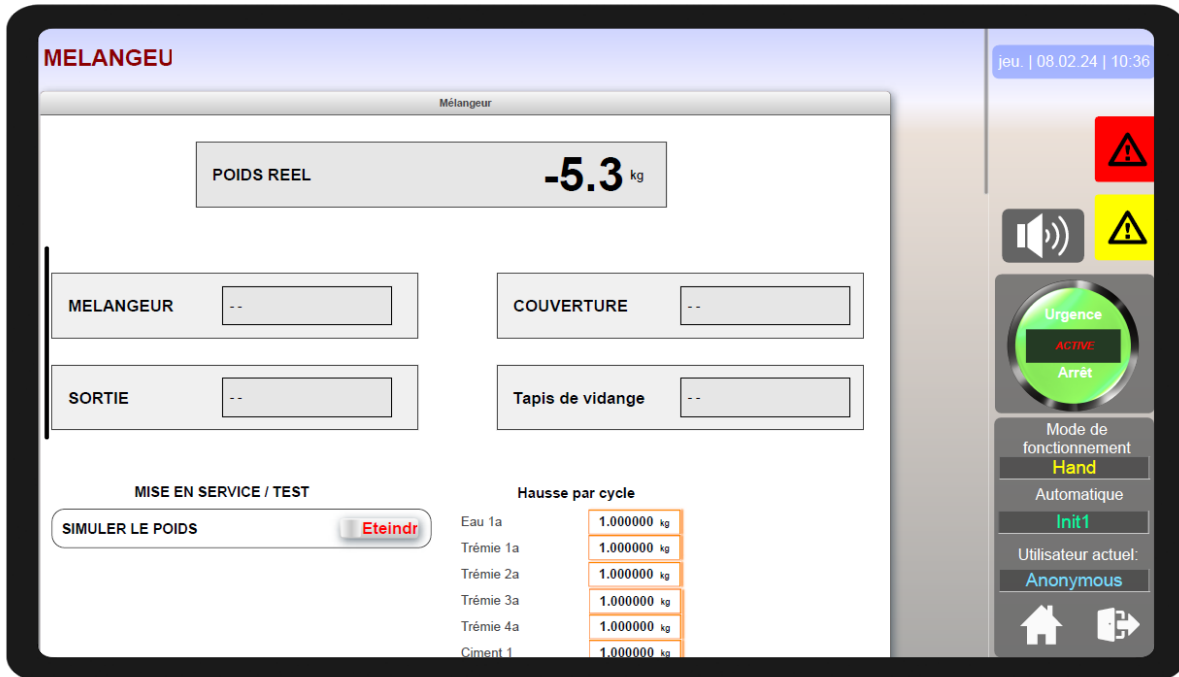 MELANGEU
jeu. | 08.02.24 | 10:36
Mélangeur
POIDS REEL -5.3 kg
MELANGEUR --
COUVERTURE --
SORTIE --
Tapis de vidange --
MISE EN SERVICE / TEST
SIMULER LE POIDS Eteindr
Hausse par cycle
Eau 1a 1.000000 kg
Trémie 1a 1.000000 kg
Trémie 2a 1.000000 kg
Trémie 3a 1.000000 kg
Trémie 4a 1.000000 kg
Ciment 1 1.000000 kg
Urgence
ACTIVE
Arrêt
Mode de
fonctionnement
Hand
Automatique
Init1
Utilisateur actuel:
Anonymous